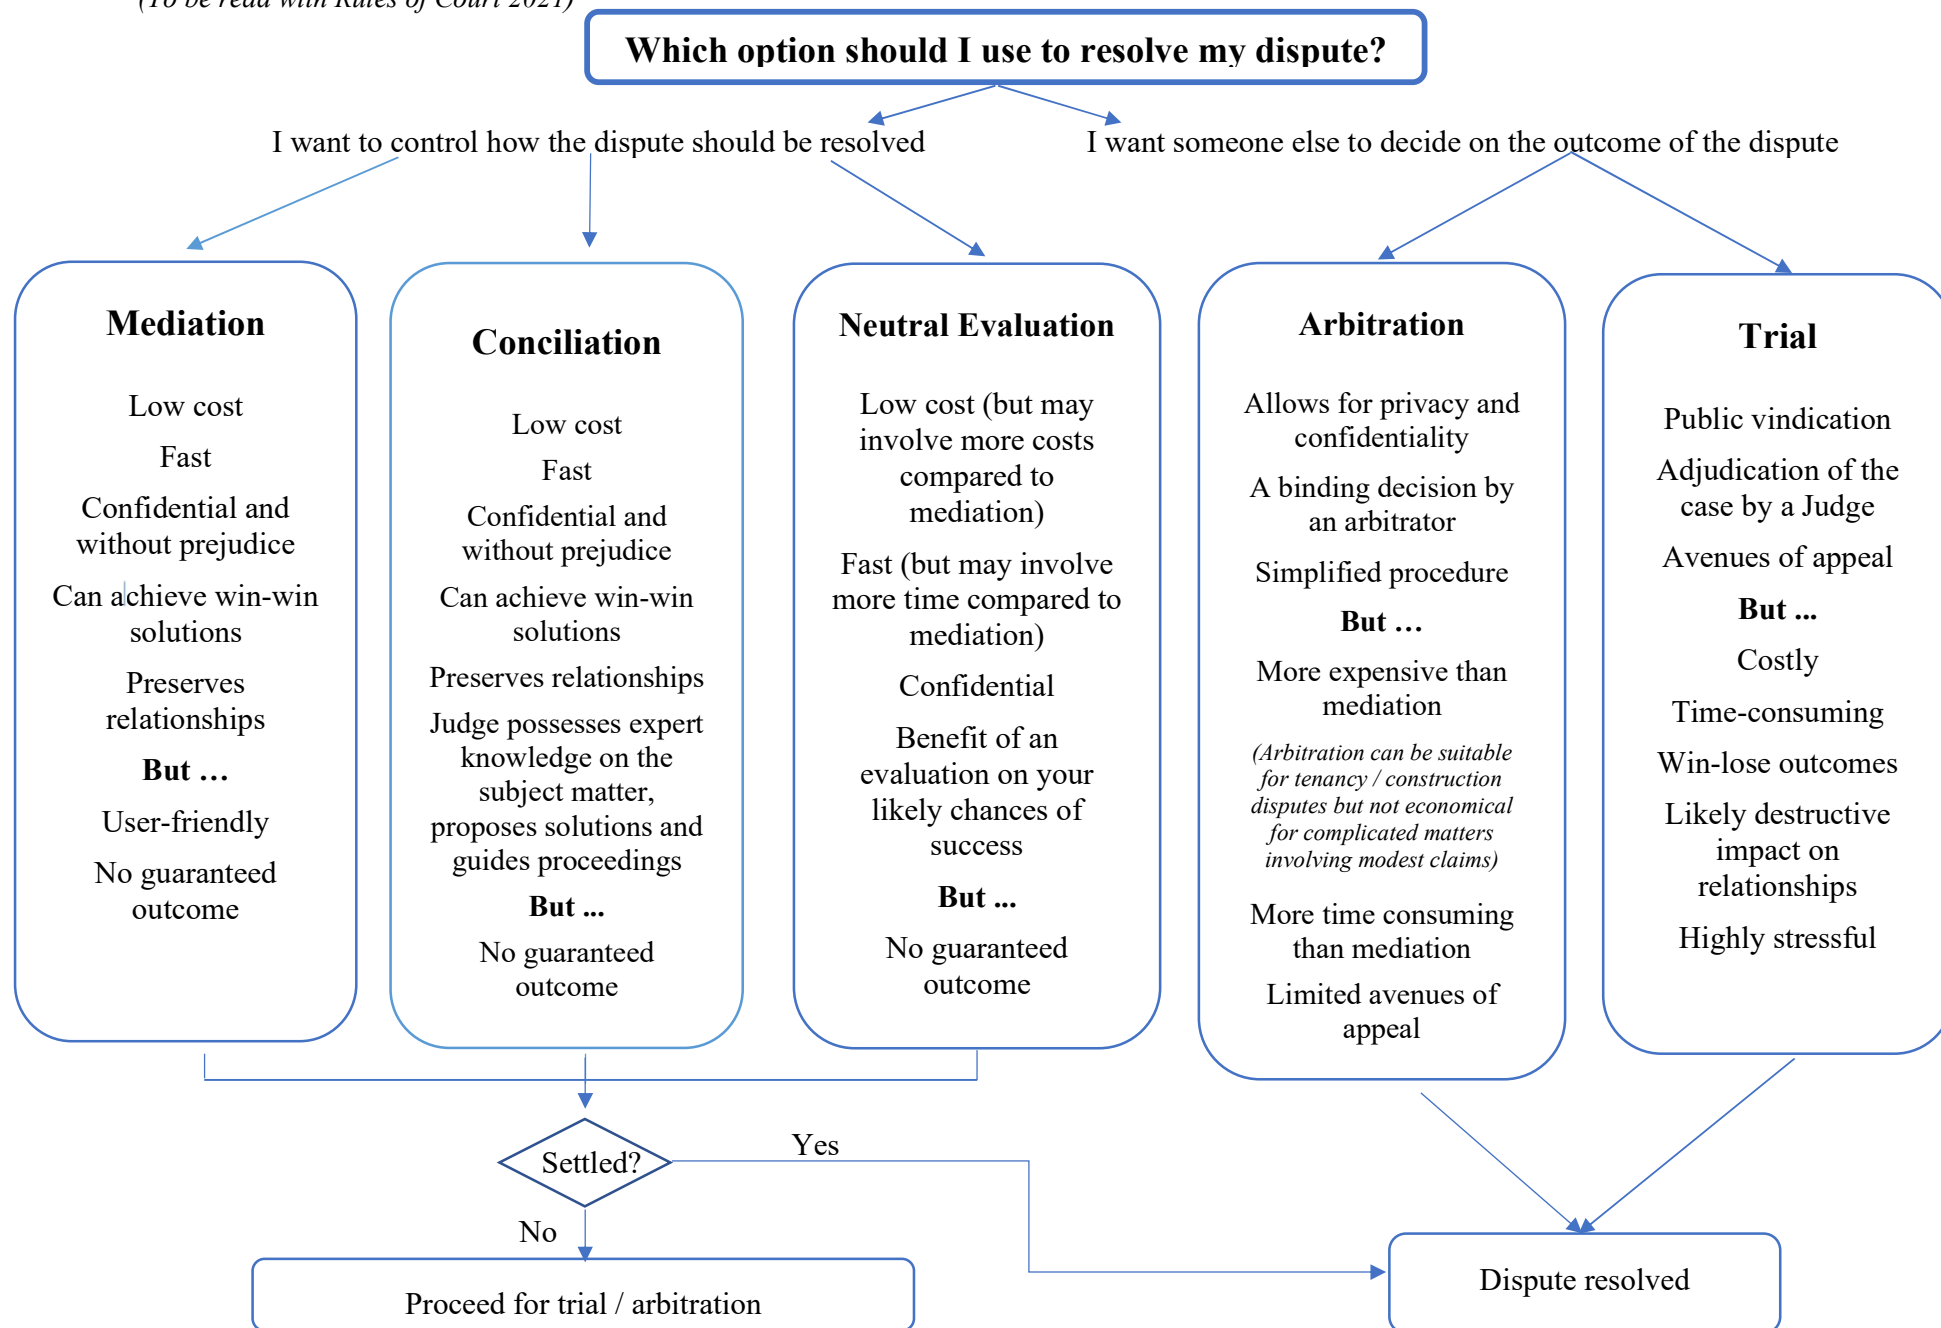 (To be read with Rules of Court 2021)
Which option should I use to resolve my dispute?
I want to control how the dispute should be resolved
I want someone else to decide on the outcome of the dispute
Mediation
Low cost
Fast
Confidential and
without prejudice
Can achieve win-win
solutions
Preserves
relationships
But …
User-friendly
No guaranteed
outcome
Conciliation
Low cost
Fast
Confidential and
without prejudice
Can achieve win-win
solutions
Preserves relationships
Judge possesses expert
knowledge on the
subject matter,
proposes solutions and
guides proceedings
But ...
No guaranteed
outcome
Neutral Evaluation
Low cost (but may
involve more costs
compared to
mediation)
Fast (but may involve
more time compared to
mediation)
Confidential
Benefit of an
evaluation on your
likely chances of
success
But ...
No guaranteed
outcome
Arbitration
Allows for privacy and
confidentiality
A binding decision by
an arbitrator
Simplified procedure
But …
More expensive than
mediation
(Arbitration can be suitable
for tenancy / construction
disputes but not economical
for complicated matters
involving modest claims)
More time consuming
than mediation
Limited avenues of
appeal
Trial
Public vindication
Adjudication of the
case by a Judge
Avenues of appeal
But ...
Costly
Time-consuming
Win-lose outcomes
Likely destructive
impact on
relationships
Highly stressful
Settled?
Yes
No
Proceed for trial / arbitration
Dispute resolved